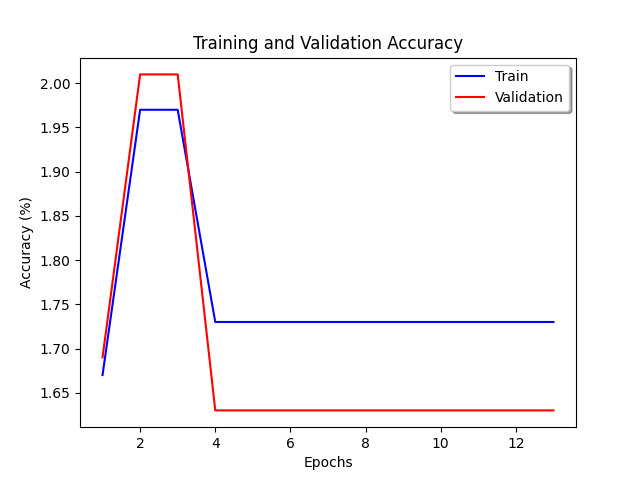 Training and Validation Accuracy
Train
Validation
2.00
1.95
1.90
1.85
1.80
1.75
1.70
1.65
Accuracy (%)
2 4 6 8 10 12
Epochs